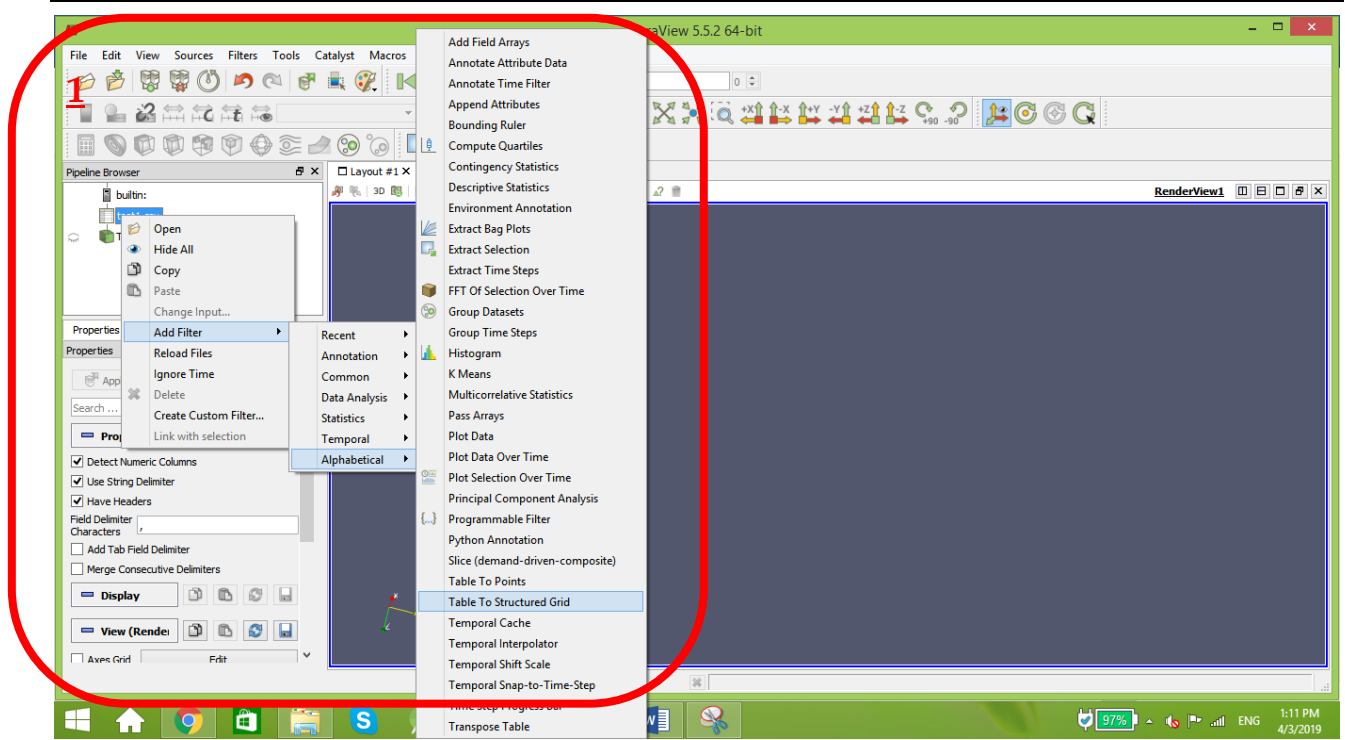 raView 5.5.2 64-bit
File Edit View Sources Filters Tools Catalyst Macros
1
0
+X -X +Y -Y +Z -Z +90 -90
Pipeline Browser
Layout #1
3D
RenderView1
builtin:
Open
Hide All
Copy
Paste
Change Input...
Add Filter
Reload Files
Ignore Time
Delete
Create Custom Filter...
Link with selection
Recent
Annotation
Common
Data Analysis
Statistics
Temporal
Alphabetical
Add Field Arrays
Annotate Attribute Data
Annotate Time Filter
Append Attributes
Bounding Ruler
Compute Quartiles
Contingency Statistics
Descriptive Statistics
Environment Annotation
Extract Bag Plots
Extract Selection
Extract Time Steps
FFT Of Selection Over Time
Group Datasets
Group Time Steps
Histogram
K Means
Multicorrelative Statistics
Pass Arrays
Plot Data
Plot Data Over Time
Plot Selection Over Time
Principal Component Analysis
Programmable Filter
Python Annotation
Slice (demand-driven-composite)
Table To Points
Table To Structured Grid
Temporal Cache
Temporal Interpolator
Temporal Shift Scale
Temporal Snap-to-Time-Step
Time Step Progress Bar
Transpose Table
Properties
Properties
App
Search ...
Prop
Detect Numeric Columns
Use String Delimiter
Have Headers
Field Delimiter
Characters ,
Add Tab Field Delimiter
Merge Consecutive Delimiters
Display
View (Render
Axes Grid Edit
97%
ENG
1:11 PM
4/3/2019